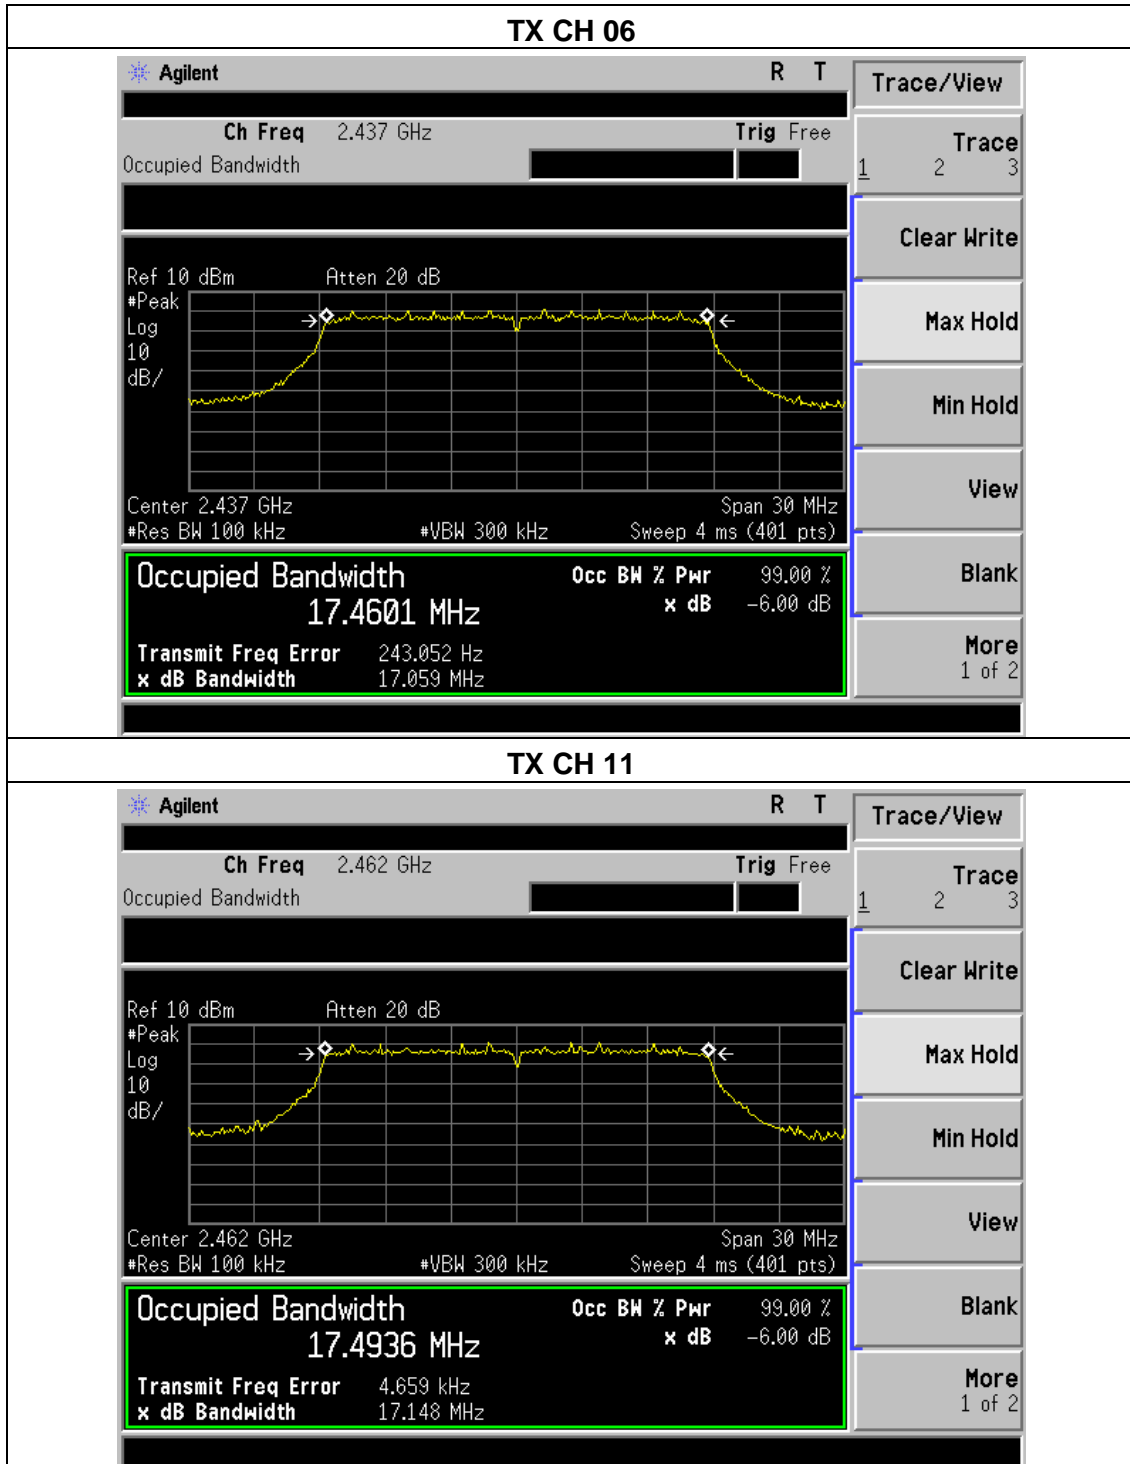 TX CH 06
Agilent R T
Trace/View
Ch Freq 2.437 GHz Trig Free
Occupied Bandwidth
Trace
1 2 3
Clear Write
Ref 10 dBm Atten 20 dB
#Peak
Log
10
dB/
Max Hold
Min Hold
View
Center 2.437 GHz Span 30 MHz
#Res BW 100 kHz #VBW 300 kHz Sweep 4 ms (401 pts)
Occupied Bandwidth Occ BW % Pwr 99.00 %
17.4601 MHz x dB -6.00 dB
Blank
Transmit Freq Error 243.052 Hz
x dB Bandwidth 17.059 MHz
More
1 of 2
TX CH 11
Agilent R T
Trace/View
Ch Freq 2.462 GHz Trig Free
Occupied Bandwidth
Trace
1 2 3
Clear Write
Ref 10 dBm Atten 20 dB
#Peak
Log
10
dB/
Max Hold
Min Hold
View
Center 2.462 GHz Span 30 MHz
#Res BW 100 kHz #VBW 300 kHz Sweep 4 ms (401 pts)
Occupied Bandwidth Occ BW % Pwr 99.00 %
17.4936 MHz x dB -6.00 dB
Blank
Transmit Freq Error 4.659 kHz
x dB Bandwidth 17.148 MHz
More
1 of 2